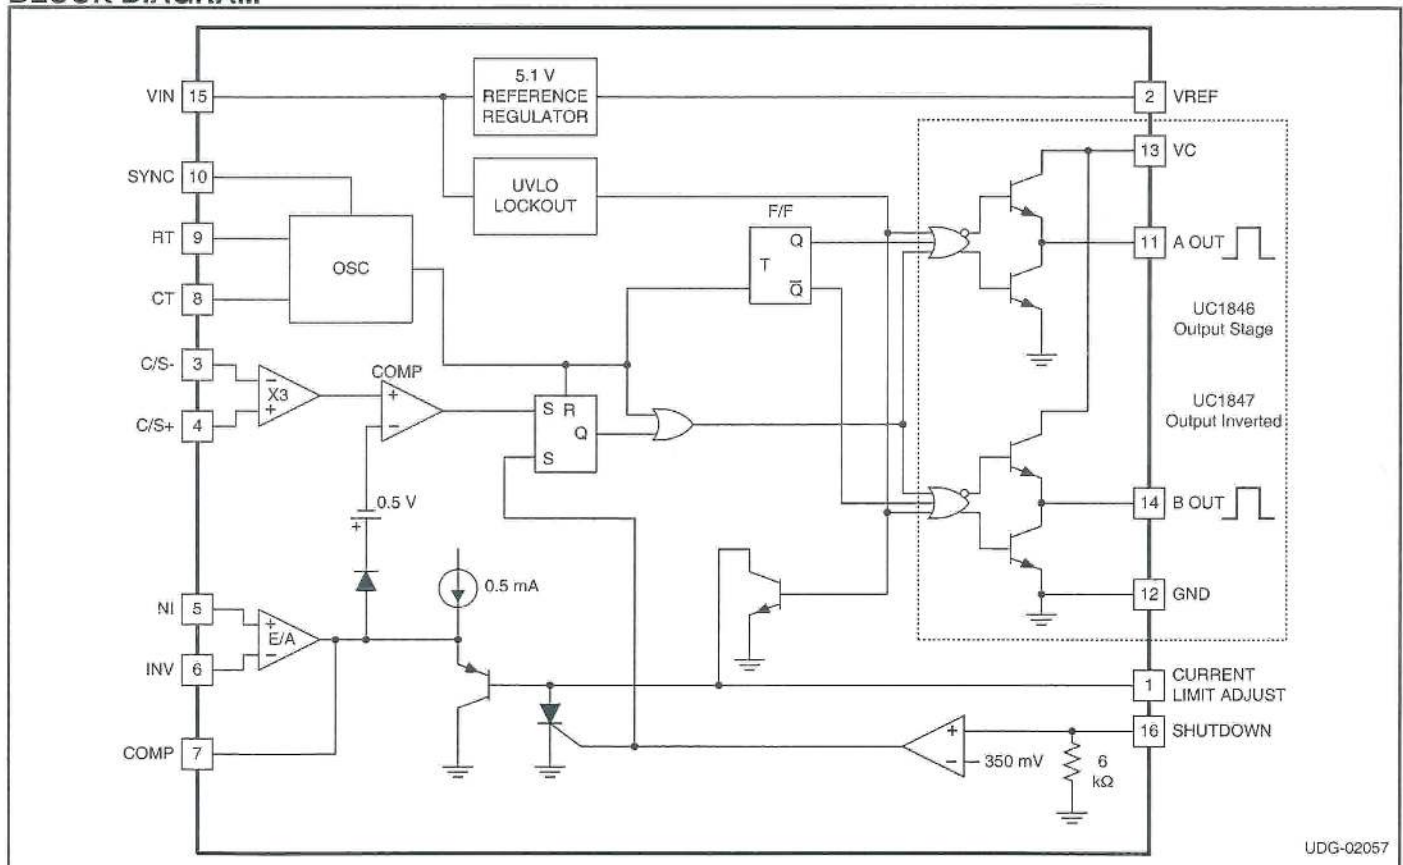 BLOCK DIAGRAM
VIN 15
5.1 V
REFERENCE
REGULATOR
2 VREF
13 VC
SYNC 10
UVLO
LOCKOUT
F/F
RT 9
OSC
Q
T
Q̅
11 A OUT
CT 8
UC1846
Output Stage
C/S- 3
COMP
−
X3
+
+
−
S R
Q
S
UC1847
Output Inverted
C/S+ 4
0.5 V
+
14 B OUT
0.5 mA
NI 5
+
E/A
−
12 GND
INV 6
1 CURRENT
LIMIT ADJUST
COMP 7
+
−
350 mV
6
kΩ
16 SHUTDOWN
UDG-02057